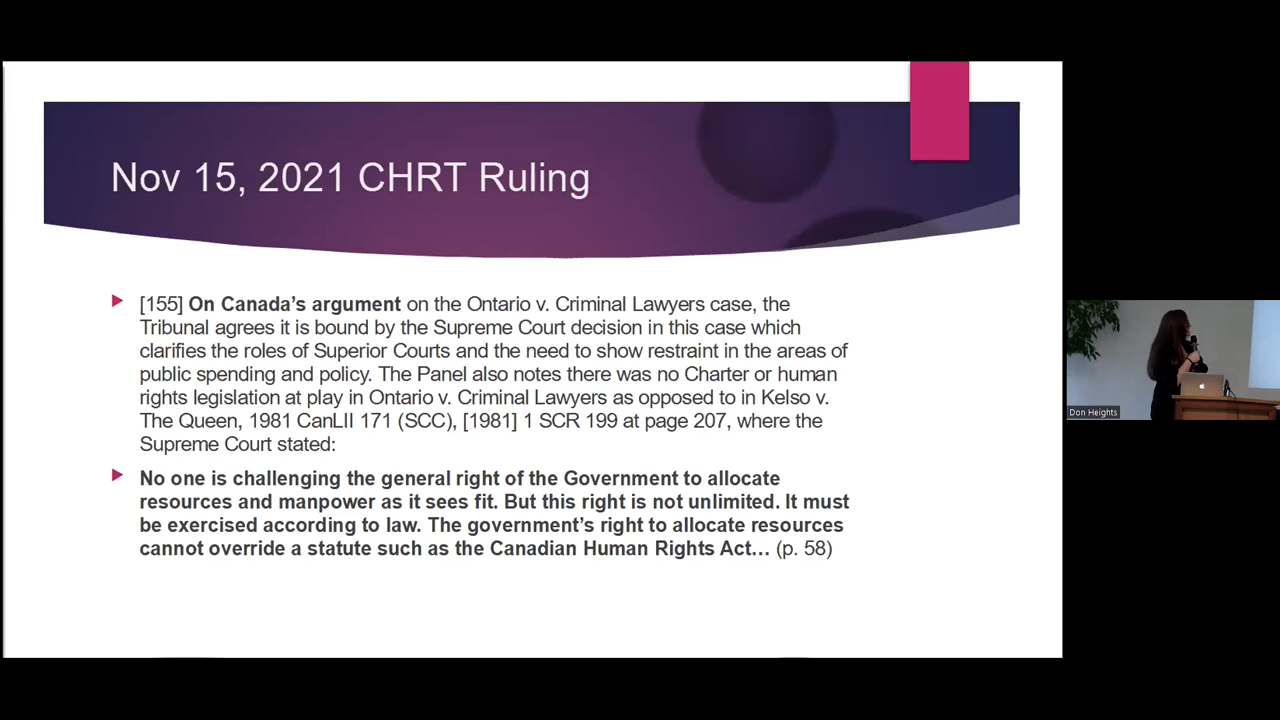 Nov 15, 2021 CHRT Ruling
[155] On Canada's argument on the Ontario v. Criminal Lawyers case, the
Tribunal agrees it is bound by the Supreme Court decision in this case which
clarifies the roles of Superior Courts and the need to show restraint in the areas of
public spending and policy. The Panel also notes there was no Charter or human
rights legislation at play in Ontario v. Criminal Lawyers as opposed to in Kelso v.
The Queen, 1981 CanLII 171 (SCC), [1981] 1 SCR 199 at page 207, where the
Supreme Court stated:
No one is challenging the general right of the Government to allocate
resources and manpower as it sees fit. But this right is not unlimited. It must
be exercised according to law. The government's right to allocate resources
cannot override a statute such as the Canadian Human Rights Act… (p. 58)
Don Heights